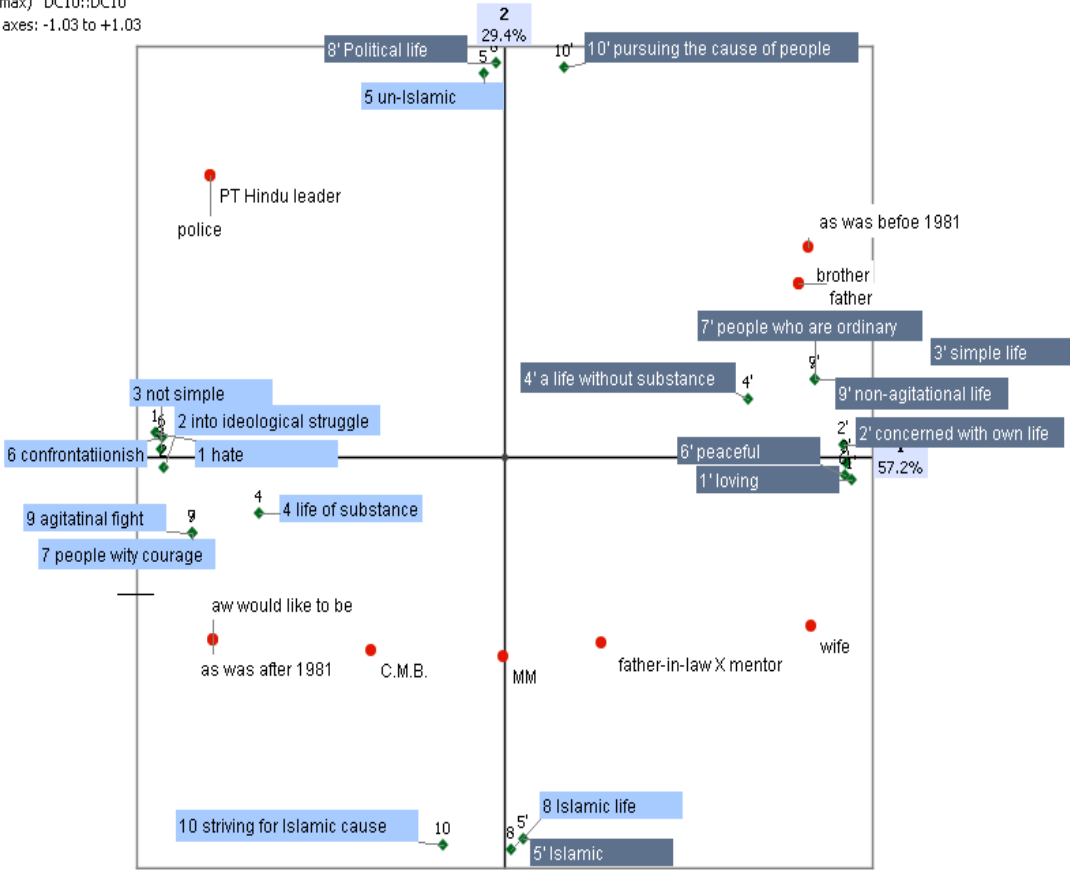 max) DC10::DC10
axes: -1.03 to +1.03
2
29.4%
8' Political life
5
10'
10' pursuing the cause of people
5 un-Islamic
PT Hindu leader
police
as was befoe 1981
brother
father
7' people who are ordinary
3' simple life
4' a life without substance
4'
9'
9' non-agitational life
3 not simple
1
6
2 into ideological struggle
2'
2' concerned with own life
6 confrontatiionish
1 hate
6' peaceful
1' loving
57.2%
4
4 life of substance
9 agitatinal fight
9
7 people wity courage
aw would like to be
as was after 1981
C.M.B.
MM
father-in-law X mentor
wife
8 Islamic life
10 striving for Islamic cause
10
8
5'
5' Islamic